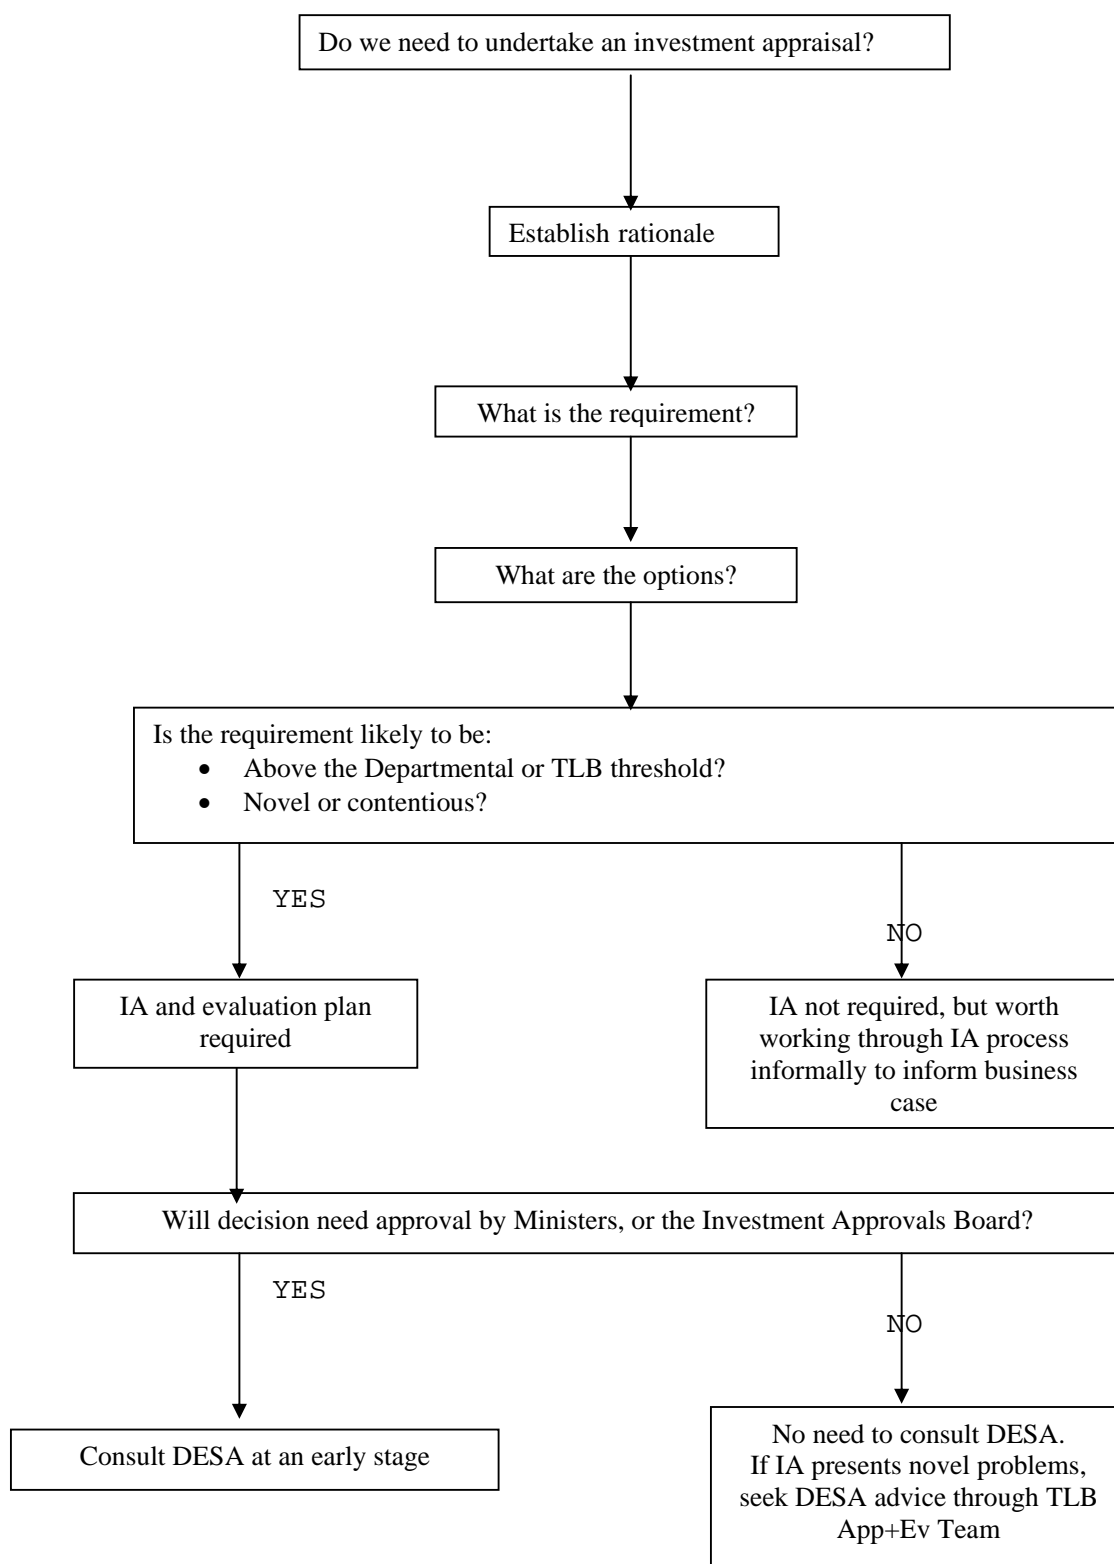 Do we need to undertake an investment appraisal?
Establish rationale
What is the requirement?
What are the options?
Is the requirement likely to be:
• Above the Departmental or TLB threshold?
• Novel or contentious?
YES
NO
IA and evaluation plan
required
IA not required, but worth
working through IA process
informally to inform business
case
Will decision need approval by Ministers, or the Investment Approvals Board?
YES
NO
Consult DESA at an early stage
No need to consult DESA.
If IA presents novel problems,
seek DESA advice through TLB
App+Ev Team